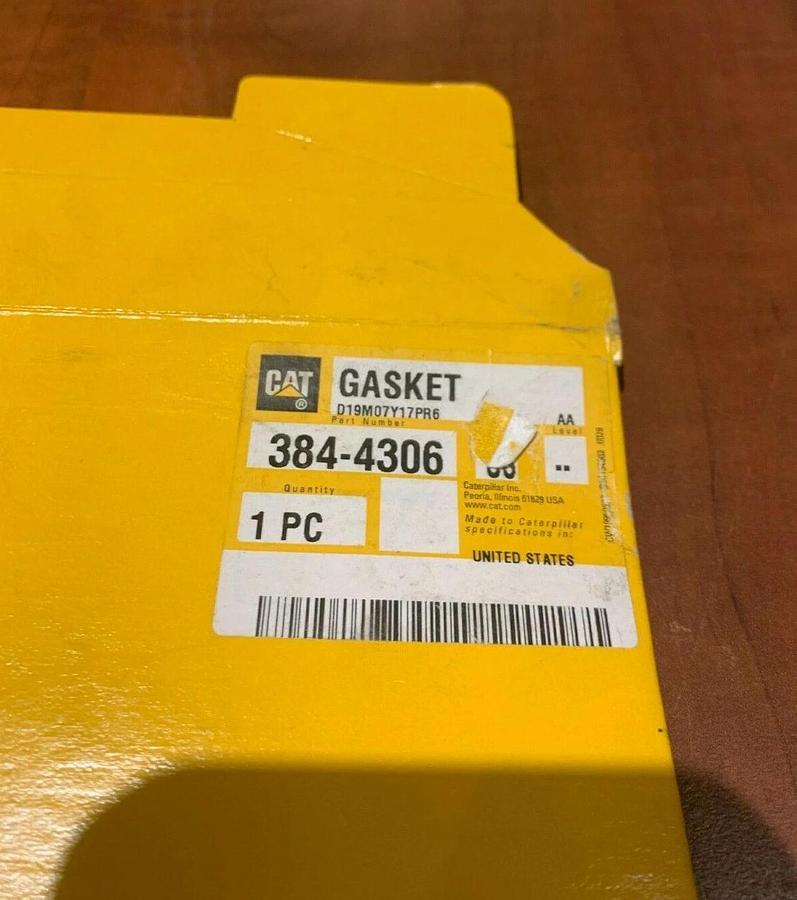 CAT ®
GASKET
D19M07Y17PR6
Part Number
AA
Level
384-4306
--
Caterpillar Inc.
Peoria, Illinois 61629 USA
www.cat.com
Quantity
1 PC
Made to Caterpillar
specifications in:
UNITED STATES